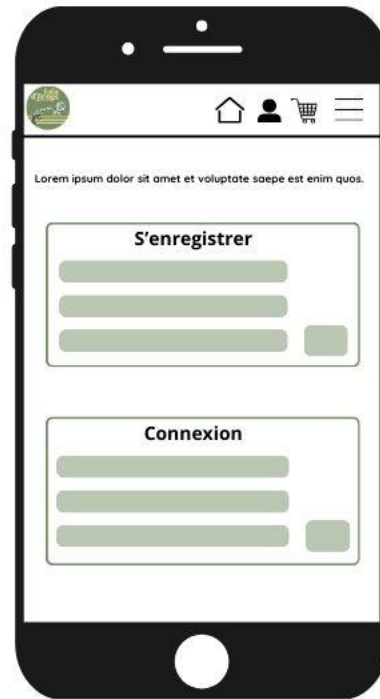 Lorem ipsum dolor sit amet et voluptate saepe est enim quos.
S'enregistrer
Connexion